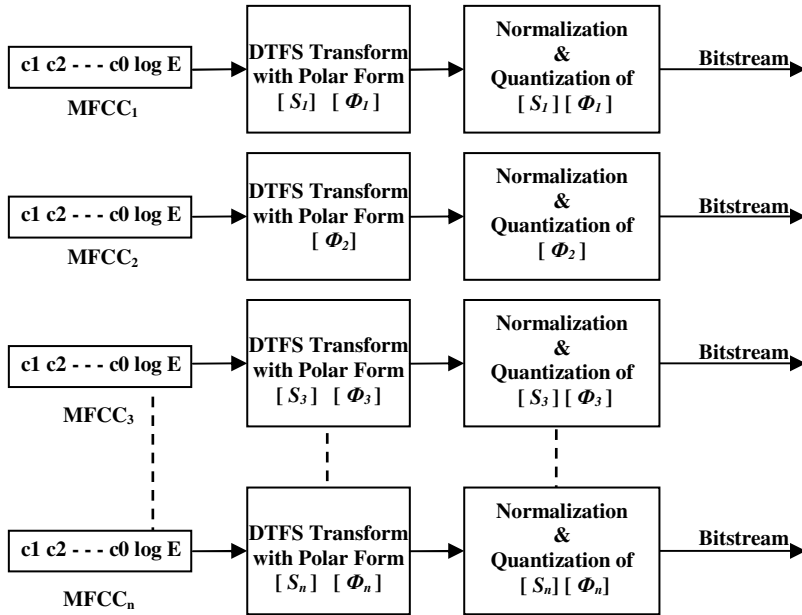 c1 c2 - - - c0 log E
MFCC1
DTFS Transform
with Polar Form
[ S1] [ Φ1]
Normalization
&
Quantization of
[ S1][ Φ1]
Bitstream
c1 c2 - - - c0 log E
MFCC2
DTFS Transform
with Polar Form
[ Φ2]
Normalization
&
Quantization of
[ Φ2]
Bitstream
c1 c2 - - - c0 log E
MFCC3
DTFS Transform
with Polar Form
[ S3] [ Φ3]
Normalization
&
Quantization of
[ S3][ Φ3]
Bitstream
c1 c2 - - - c0 log E
MFCCn
DTFS Transform
with Polar Form
[ Sn] [ Φn]
Normalization
&
Quantization of
[ Sn][ Φn]
Bitstream